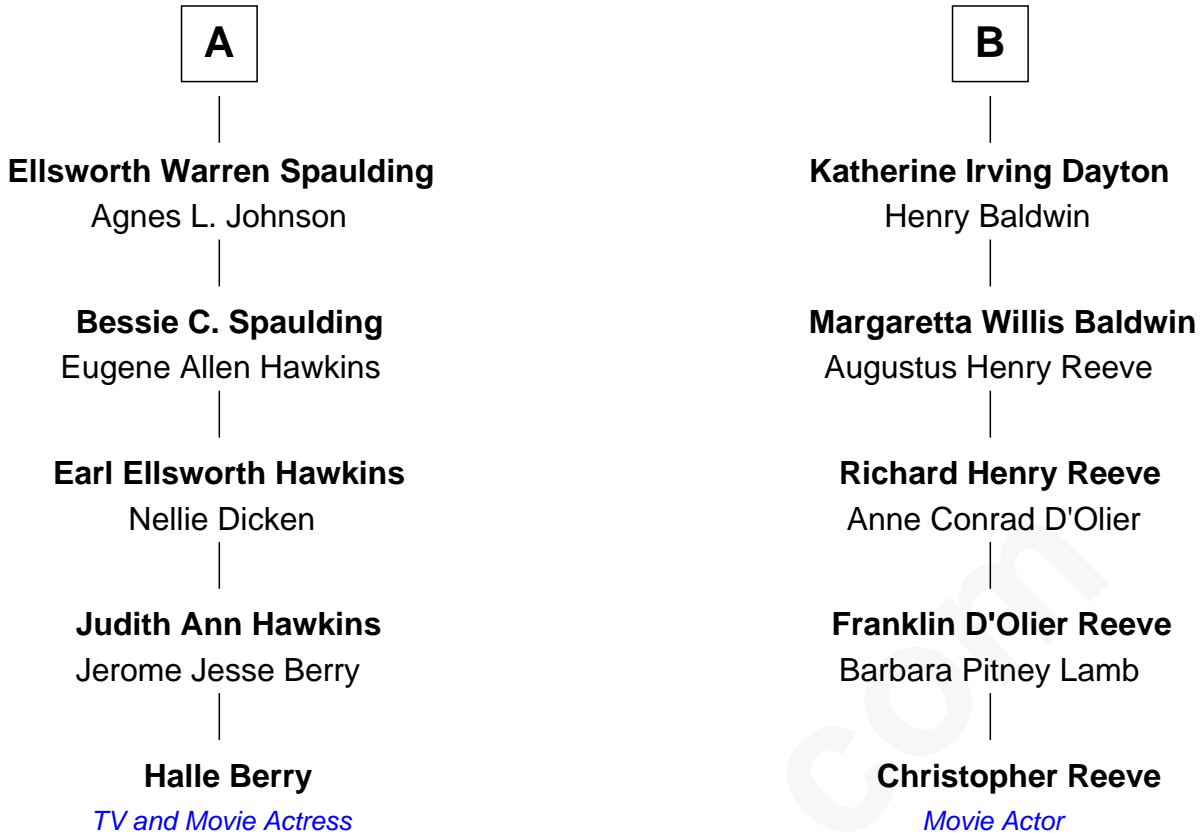 A
Ellsworth Warren Spaulding
Agnes L. Johnson
Bessie C. Spaulding
Eugene Allen Hawkins
Earl Ellsworth Hawkins
Nellie Dicken
Judith Ann Hawkins
Jerome Jesse Berry
Halle Berry
TV and Movie Actress
B
Katherine Irving Dayton
Henry Baldwin
Margaretta Willis Baldwin
Augustus Henry Reeve
Richard Henry Reeve
Anne Conrad D'Olier
Franklin D'Olier Reeve
Barbara Pitney Lamb
Christopher Reeve
Movie Actor
com